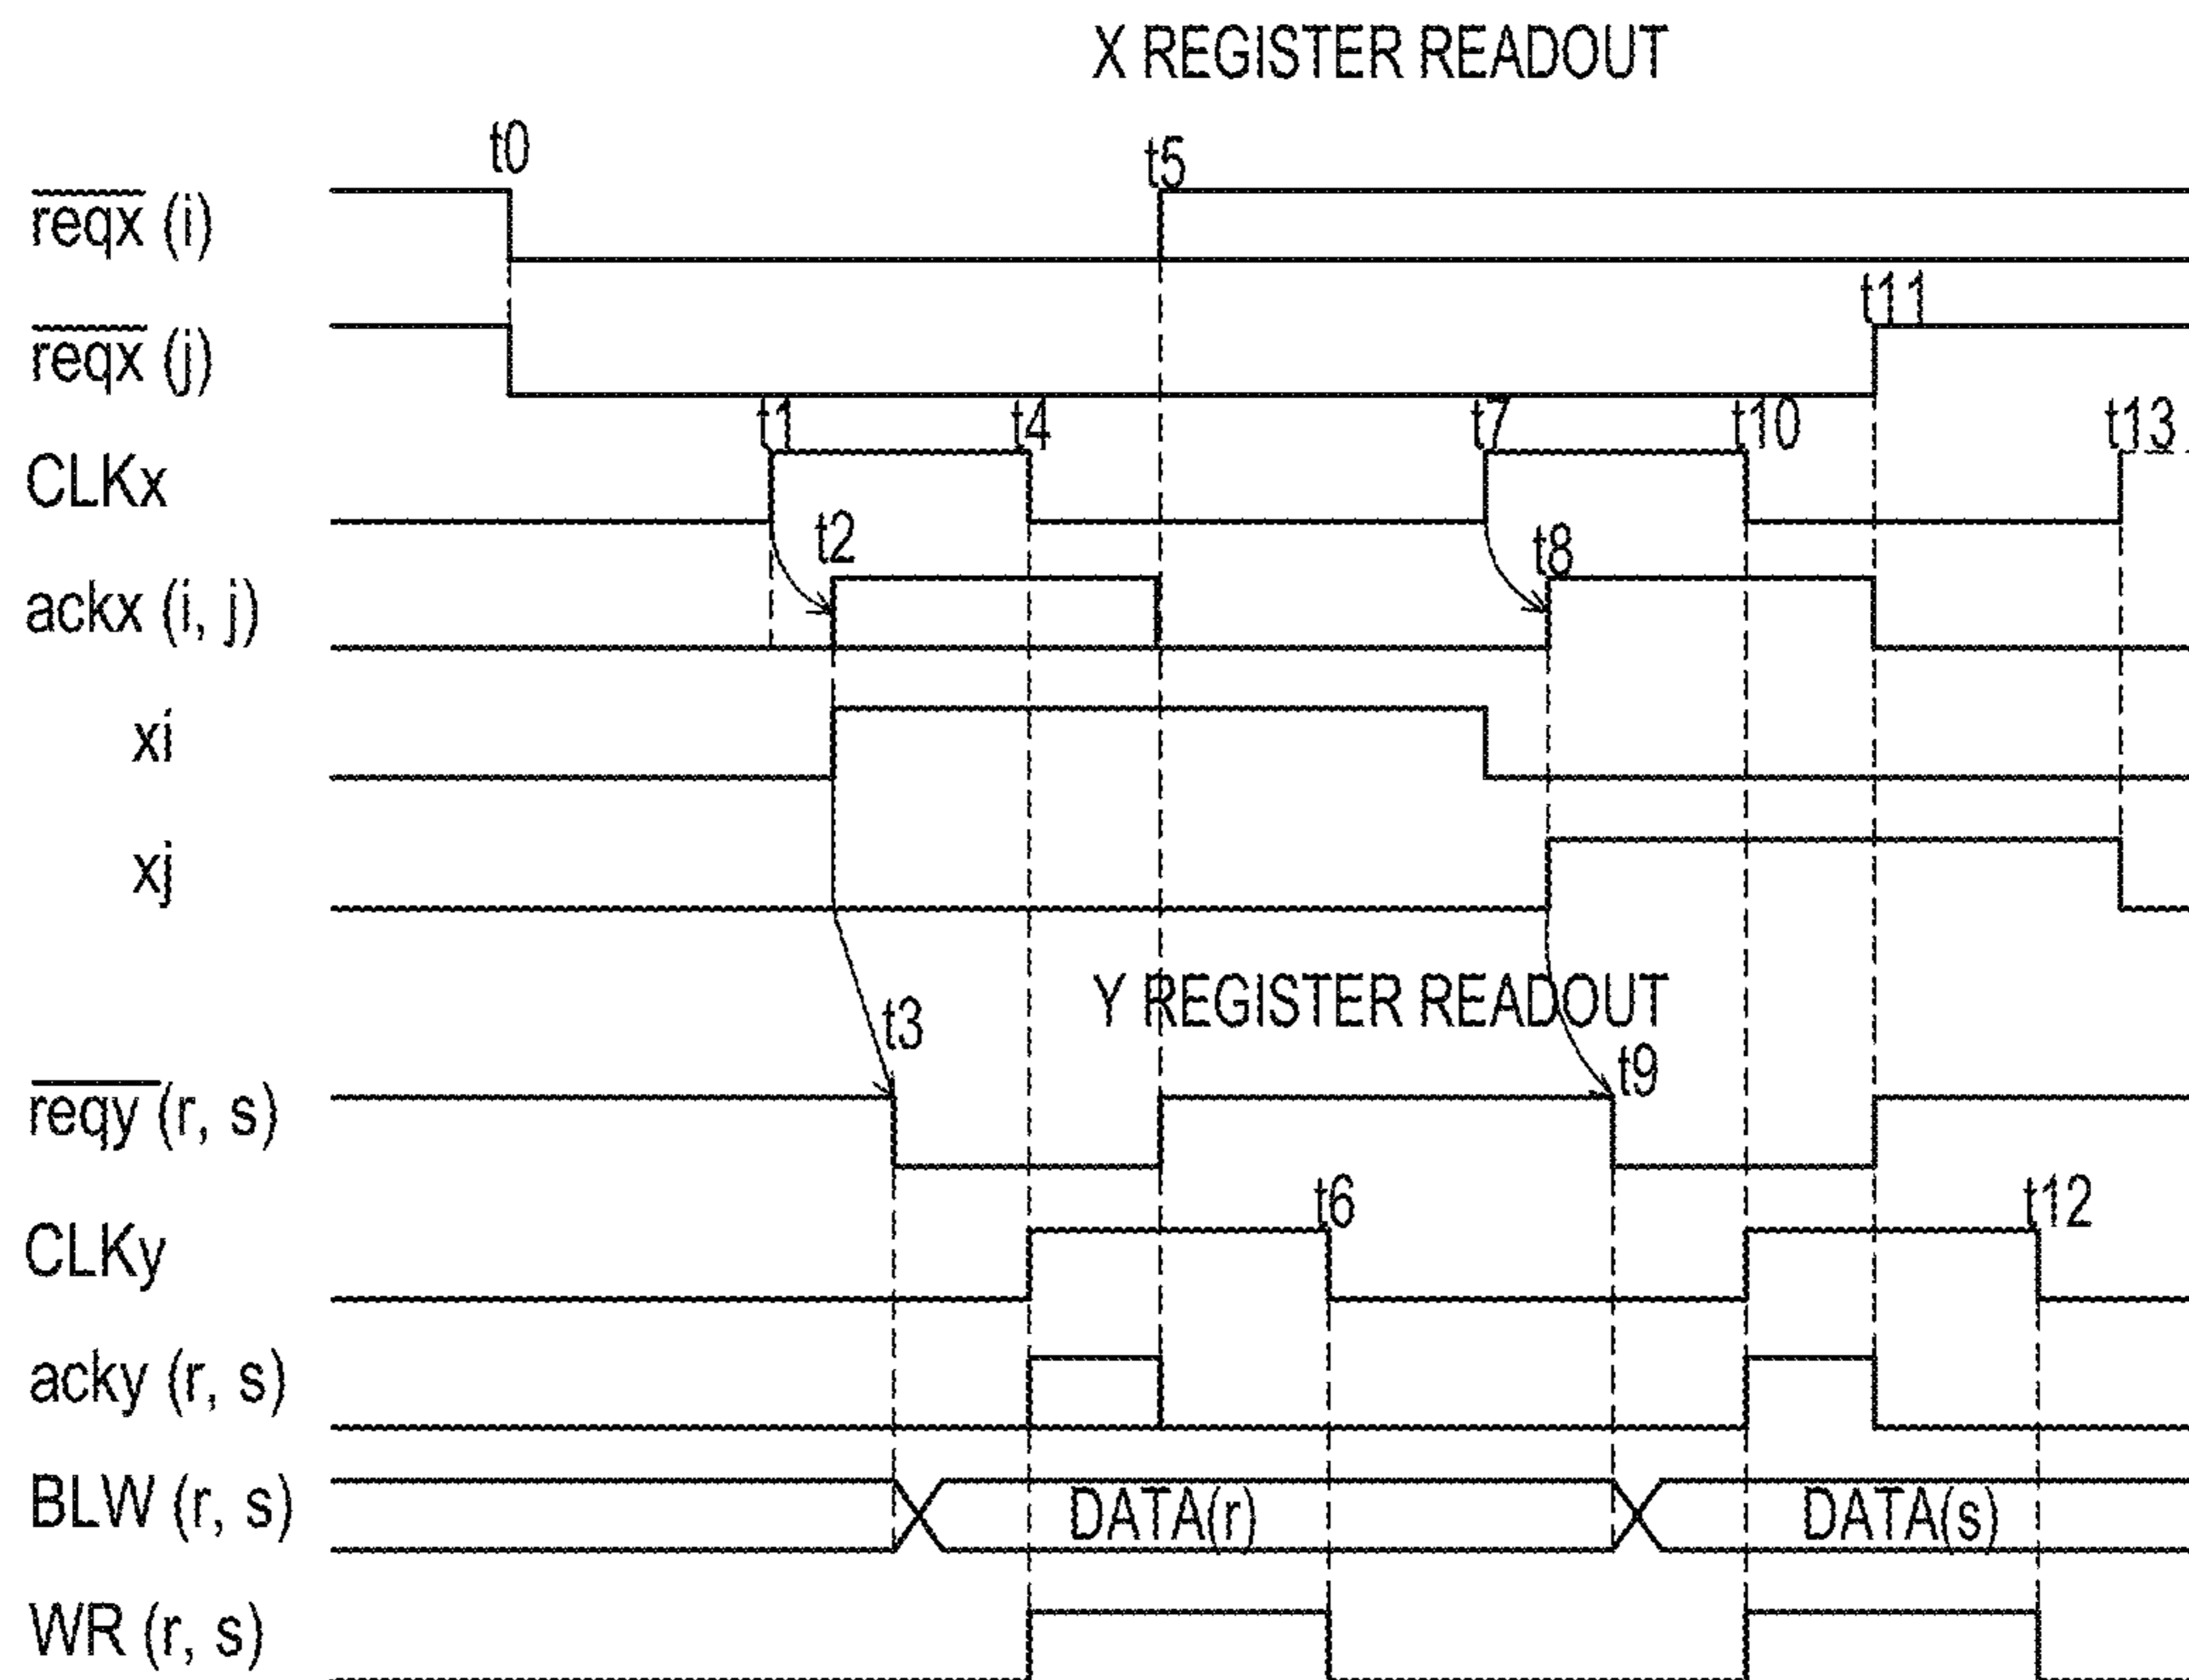 X REGISTER READOUT
t0
t5
reqx (i)
t11
reqx (j)
t1
t4
t7
t10
t13
CLKx
t2
t8
ackx (i, j)
xi
xj
Y REGISTER READOUT
t3
t9
reqy (r, s)
t6
t12
CLKy
acky (r, s)
BLW (r, s)
DATA(r)
DATA(s)
WR (r, s)